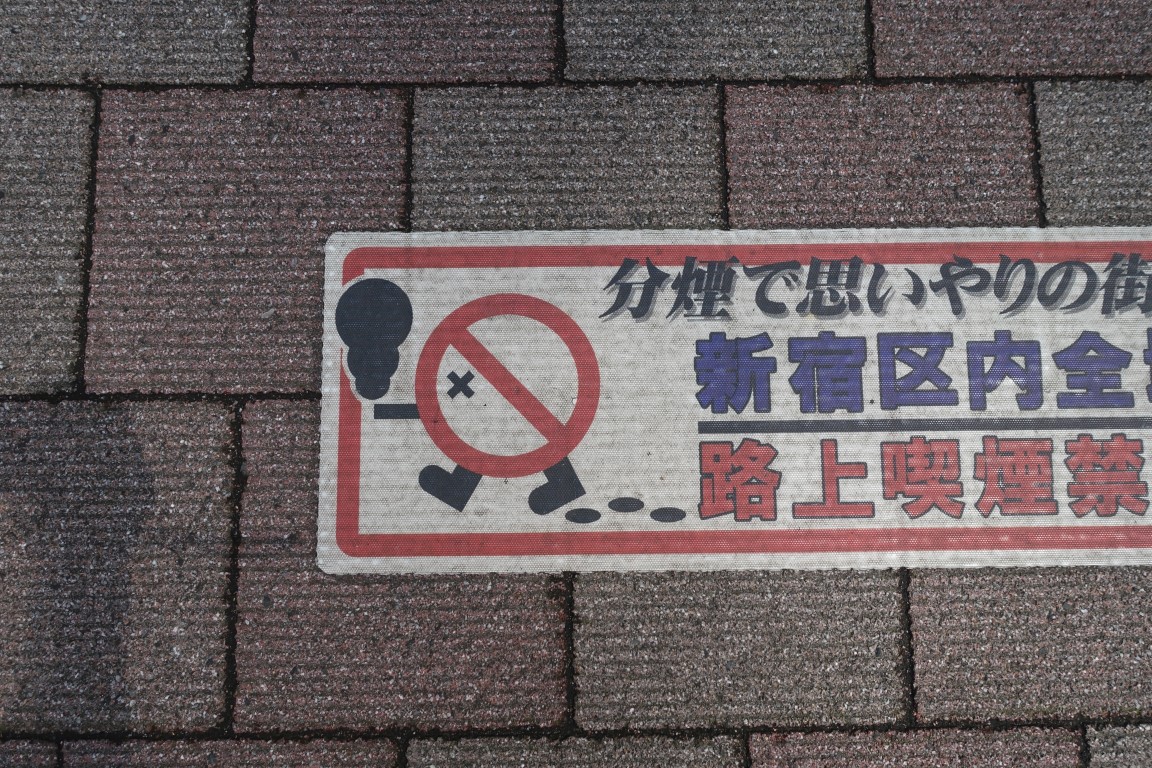 分煙で思いやりの街
新宿区内全
路上喫煙禁